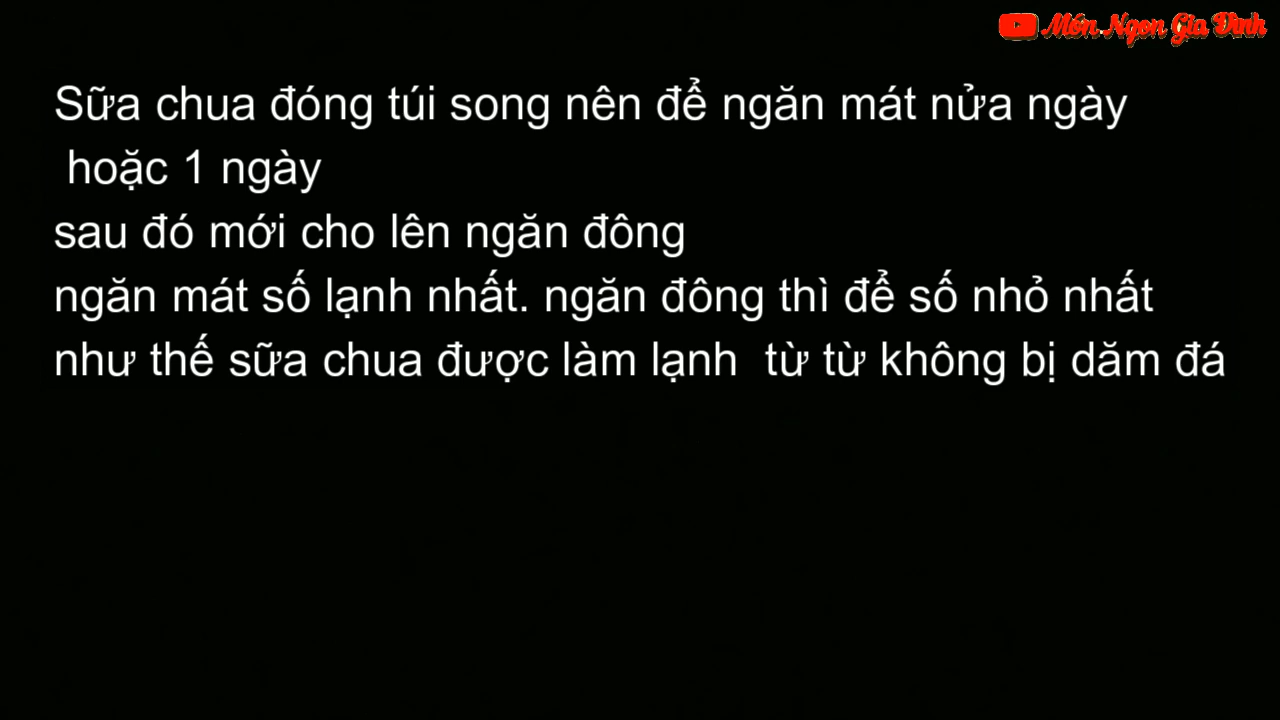 Món Ngon Gia Đình
Sữa chua đóng túi song nên để ngăn mát nửa ngày
hoặc 1 ngày
sau đó mới cho lên ngăn đông
ngăn mát số lạnh nhất. ngăn đông thì để số nhỏ nhất
như thế sữa chua được làm lạnh từ từ không bị dăm đá